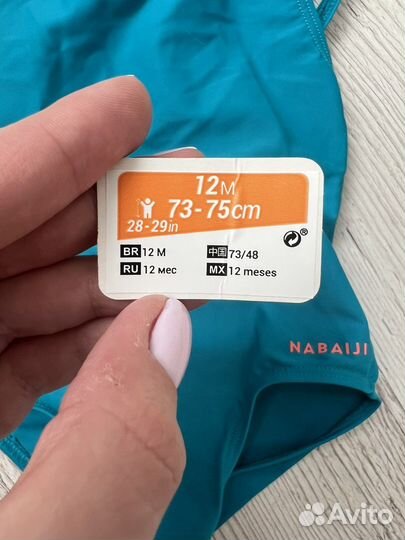 12M
73-75cm
28-29in
BR 12 M
中国 73/48
RU 12 мес
MX 12 meses
®
NABAIJI
Avito